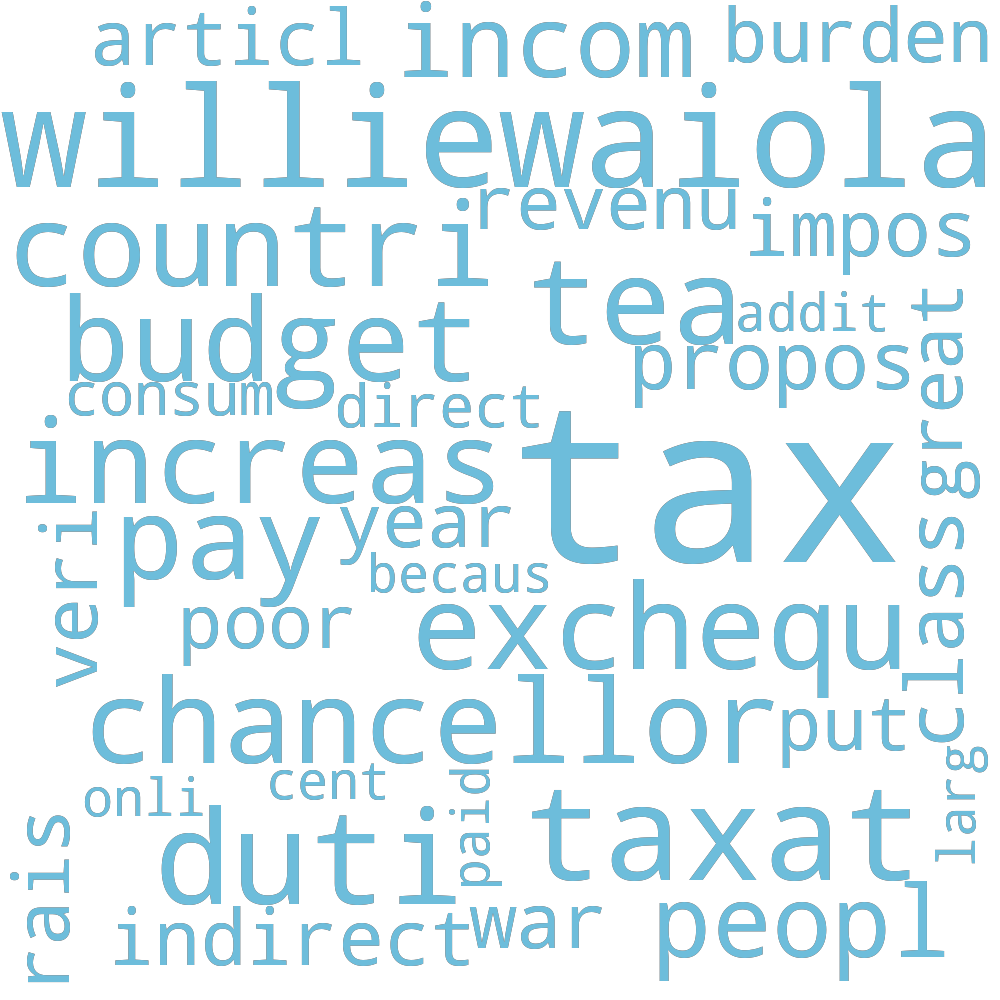 articl incom burden
williewaiola
revenu
countri impos
tea
addit
budget
propos
great
consum direct
increas
tax
pay year
veri
becaus
class
poor exchequ
chancellor put
onli cent paid
larg
rais
duti taxat
indirect war peopl